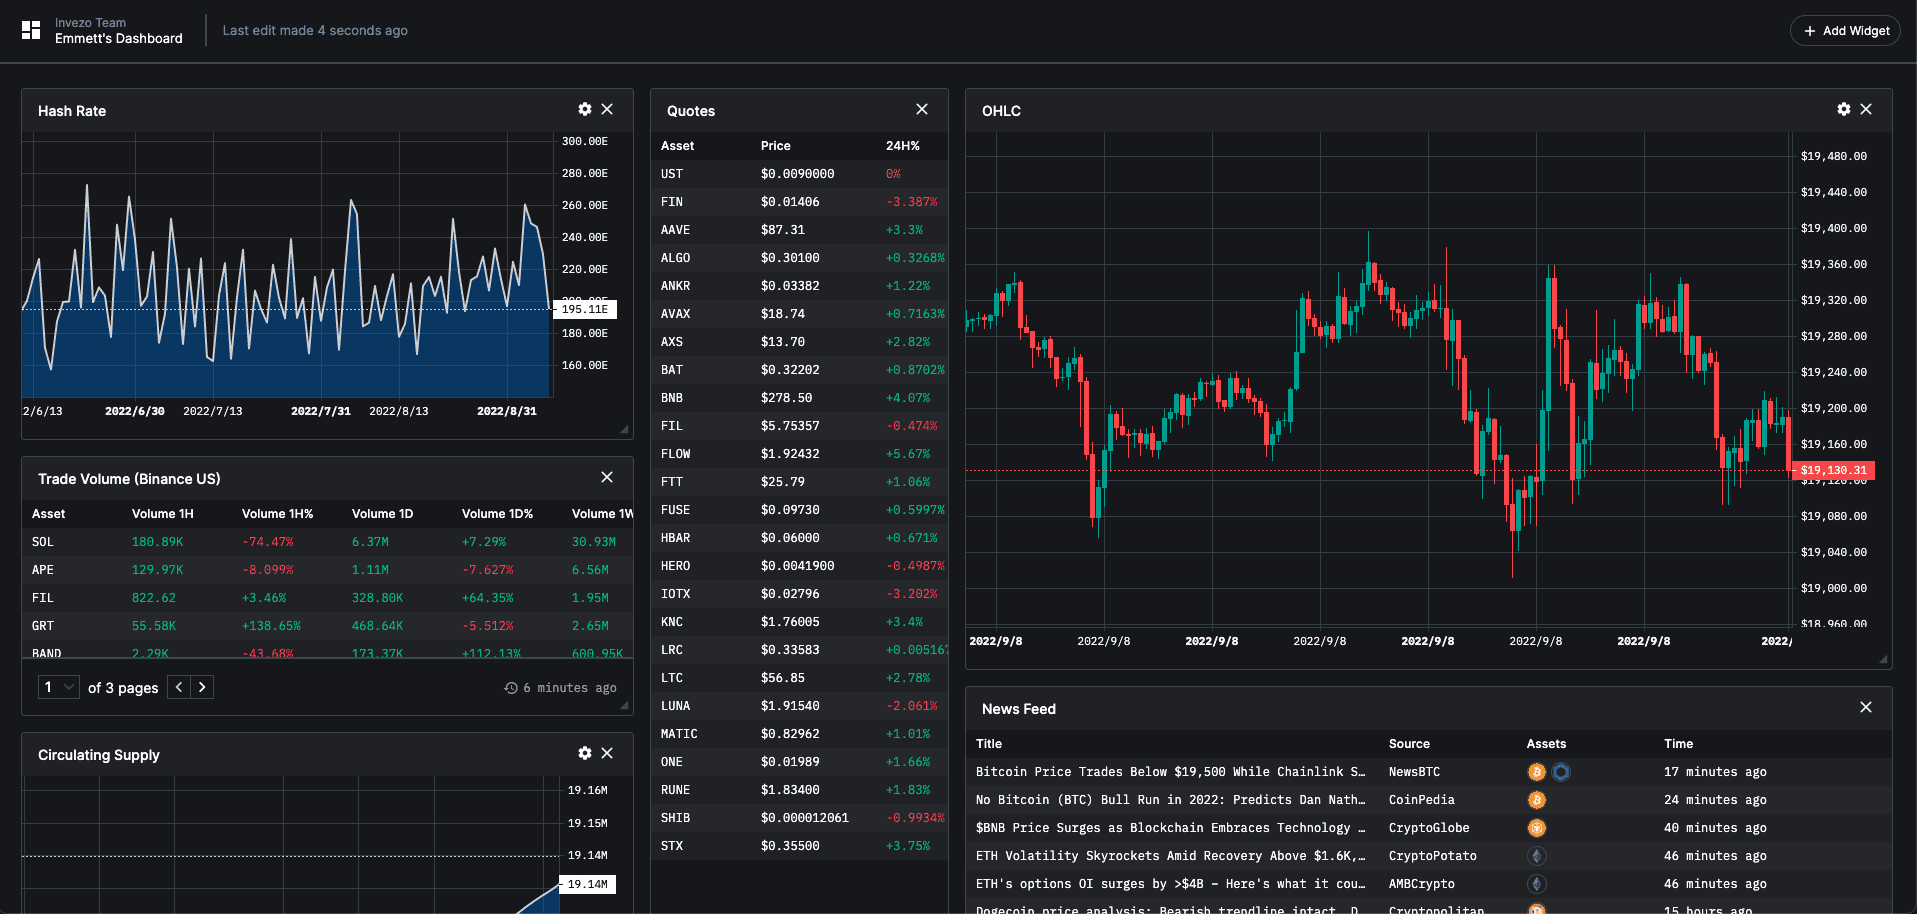 Invezo Team
Emmett's Dashboard
Last edit made 4 seconds ago
Add Widget
Hash Rate
300.00E
280.00E
260.00E
240.00E
220.00E
195.11E
180.00E
160.00E
2/6/13 2022/6/30 2022/7/13 2022/7/31 2022/8/13 2022/8/31
Trade Volume (Binance US)
Asset Volume 1H Volume 1H% Volume 1D Volume 1D% Volume 1W
SOL 180.89K -74.47% 6.37M +7.29% 30.93M
APE 129.97K -8.099% 1.11M -7.627% 6.56M
FIL 822.62 +3.46% 328.80K +64.35% 1.95M
GRT 55.58K +138.65% 468.64K -5.512% 2.65M
BAND 2.29K -43.68% 173.37K +112.13% 600.95K
1 of 3 pages
6 minutes ago
Circulating Supply
19.16M
19.15M
19.14M
19.14M
Quotes
Asset Price 24H%
UST $0.0090000 0%
FIN $0.01406 -3.387%
AAVE $87.31 +3.3%
ALGO $0.30100 +0.3268%
ANKR $0.03382 +1.22%
AVAX $18.74 +0.7163%
AXS $13.70 +2.82%
BAT $0.32202 +0.8702%
BNB $278.50 +4.07%
FIL $5.75357 -0.474%
FLOW $1.92432 +5.67%
FTT $25.79 +1.06%
FUSE $0.09730 +0.5997%
HBAR $0.06000 +0.671%
HERO $0.0041900 -0.4987%
IOTX $0.02796 -3.202%
KNC $1.76005 +3.4%
LRC $0.33583 +0.00516
LTC $56.85 +2.78%
LUNA $1.91540 -2.061%
MATIC $0.82962 +1.01%
ONE $0.01989 +1.66%
RUNE $1.83400 +1.83%
SHIB $0.000012061 -0.9934%
STX $0.35500 +3.75%
OHLC
$19,480.00
$19,440.00
$19,400.00
$19,360.00
$19,320.00
$19,280.00
$19,240.00
$19,200.00
$19,160.00
$19,130.31
$19,120.00
$19,080.00
$19,040.00
$19,000.00
$18,960.00
2022/9/8 2022/9/8 2022/9/8 2022/9/8 2022/9/8 2022/9/8 2022/9/8 2022/
News Feed
Title Source Assets Time
Bitcoin Price Trades Below $19,500 While Chainlink S… NewsBTC 17 minutes ago
No Bitcoin (BTC) Bull Run in 2022: Predicts Dan Nath… CoinPedia 24 minutes ago
$BNB Price Surges as Blockchain Embraces Technology … CryptoGlobe 40 minutes ago
ETH Volatility Skyrockets Amid Recovery Above $1.6K,… CryptoPotato 46 minutes ago
ETH's options OI surges by >$4B – Here's what it cou… AMBCrypto 46 minutes ago
Dogecoin price analysis: Bearish trendline intact, D… Cryptopolitan 15 hours ago